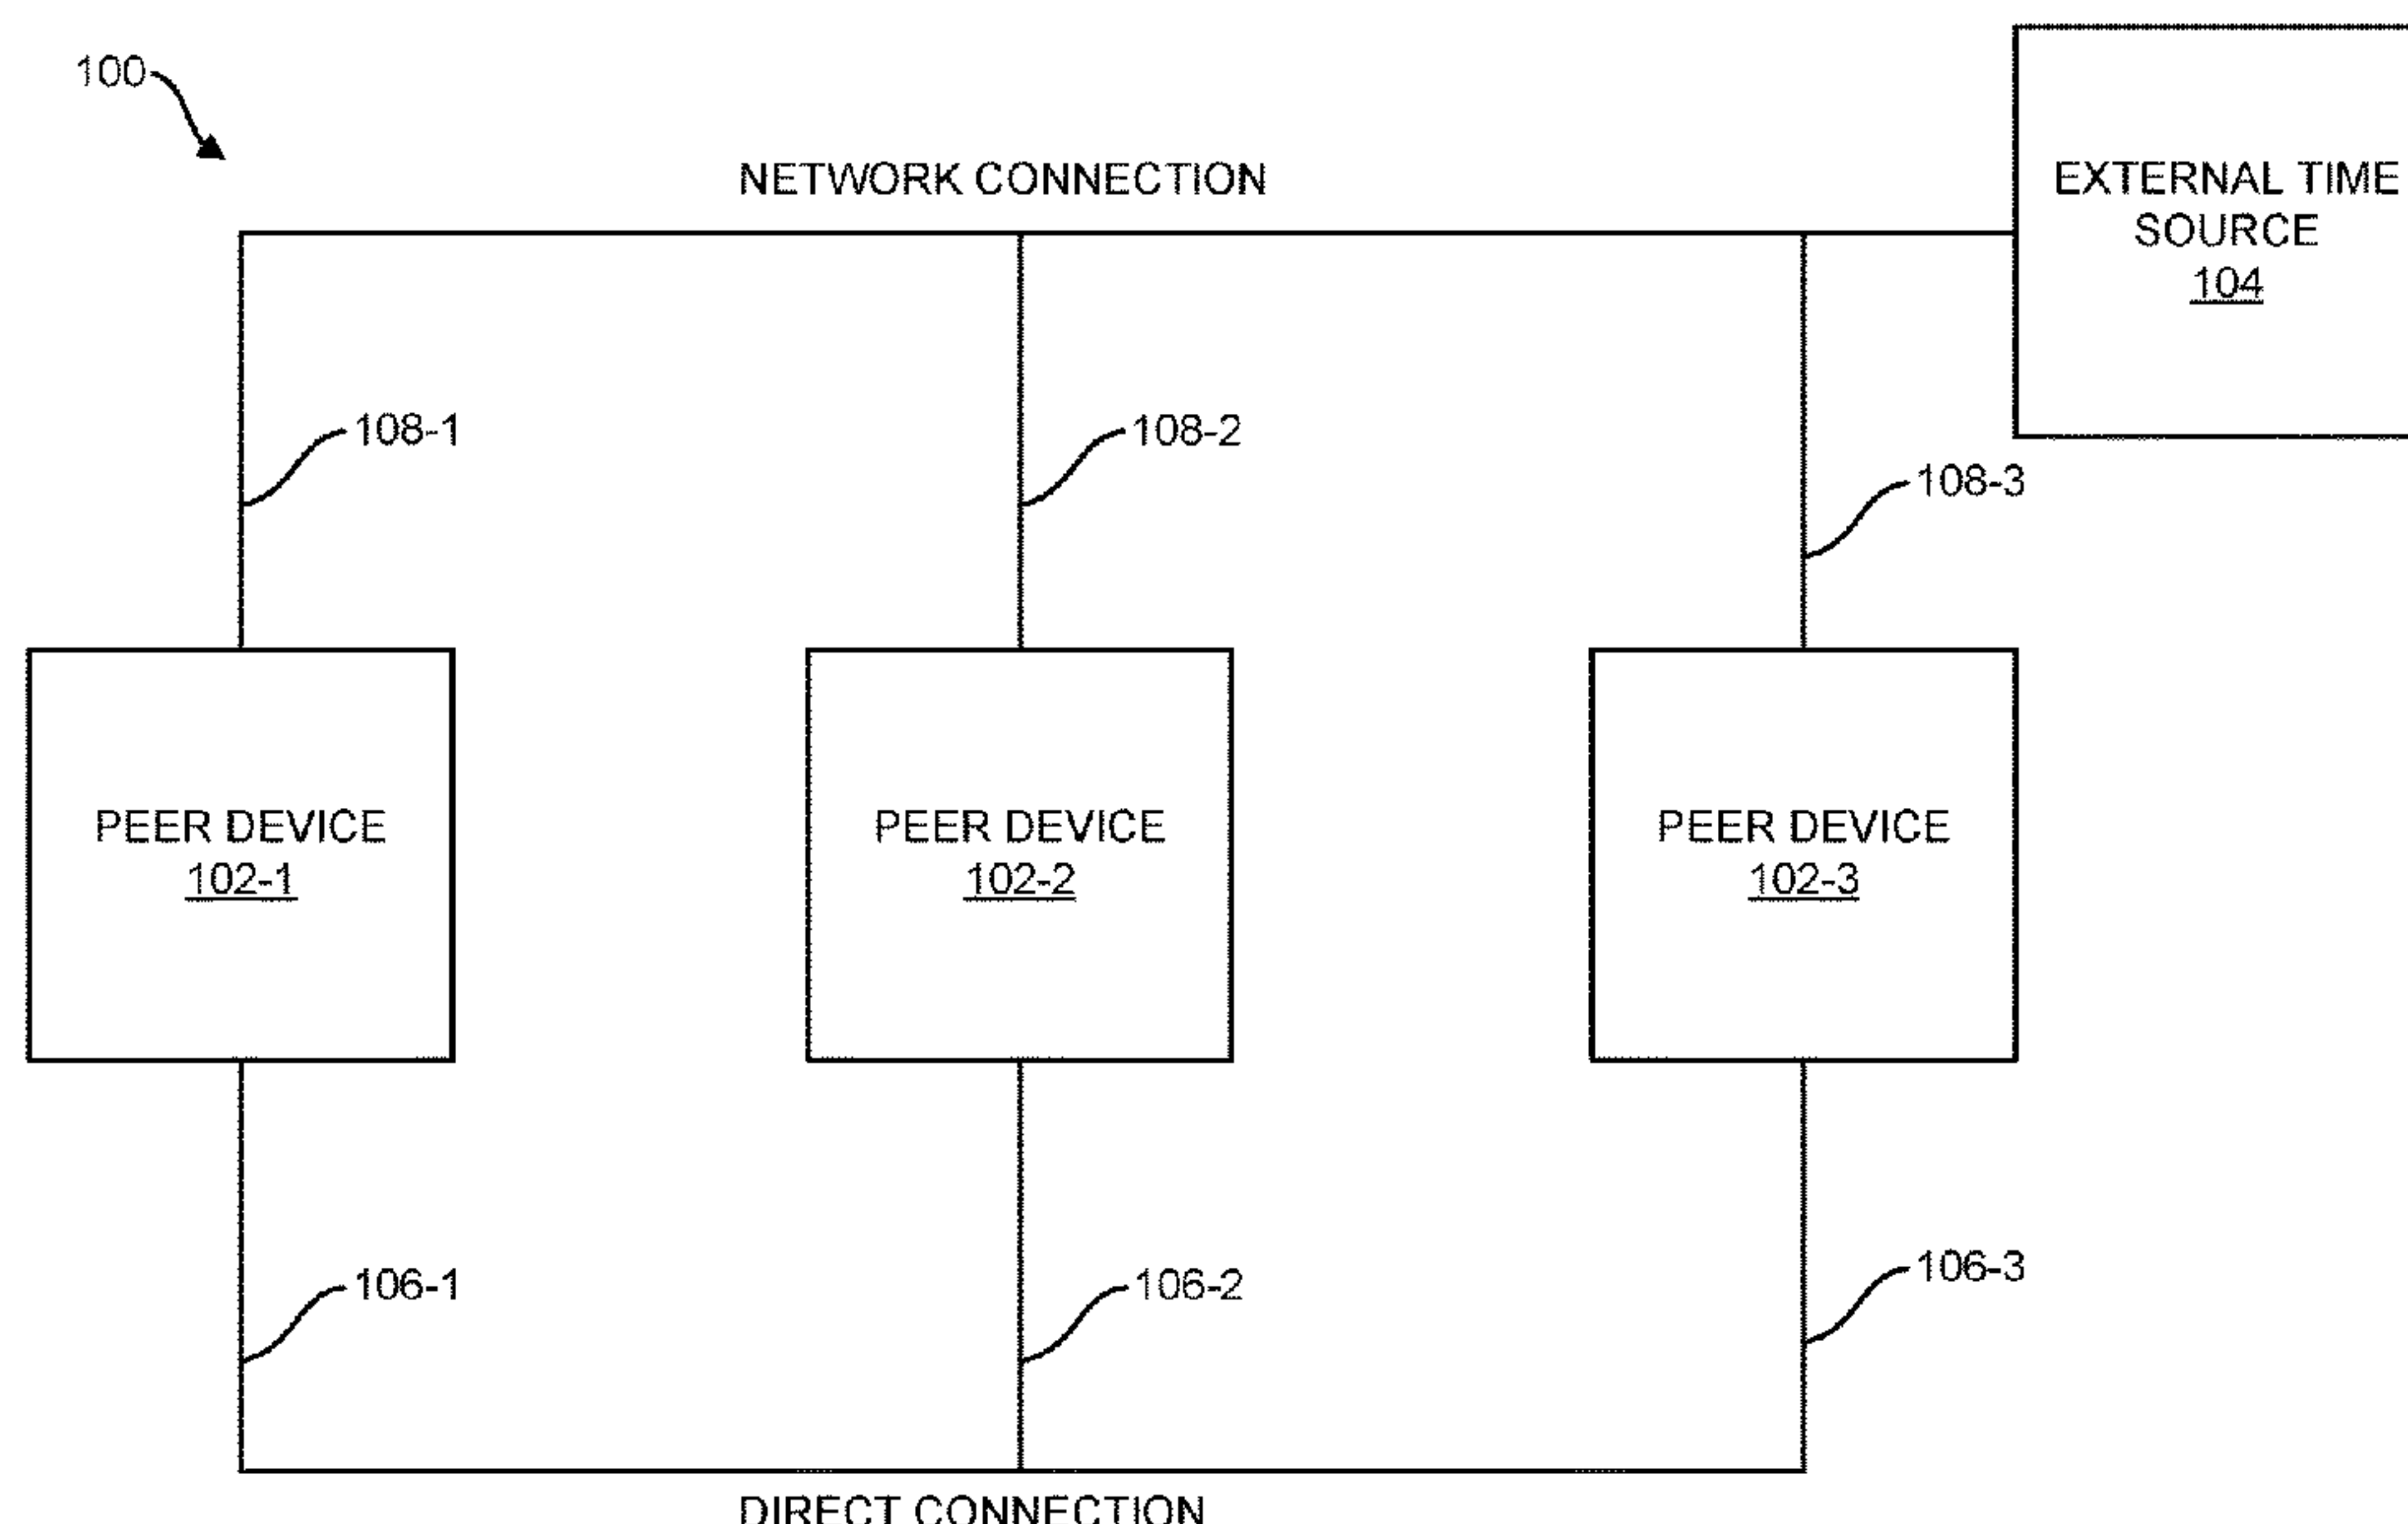 100
NETWORK CONNECTION
EXTERNAL TIME
SOURCE
104
108-1
108-2
108-3
PEER DEVICE
102-1
PEER DEVICE
102-2
PEER DEVICE
102-3
106-1
106-2
106-3
DIRECT CONNECTION